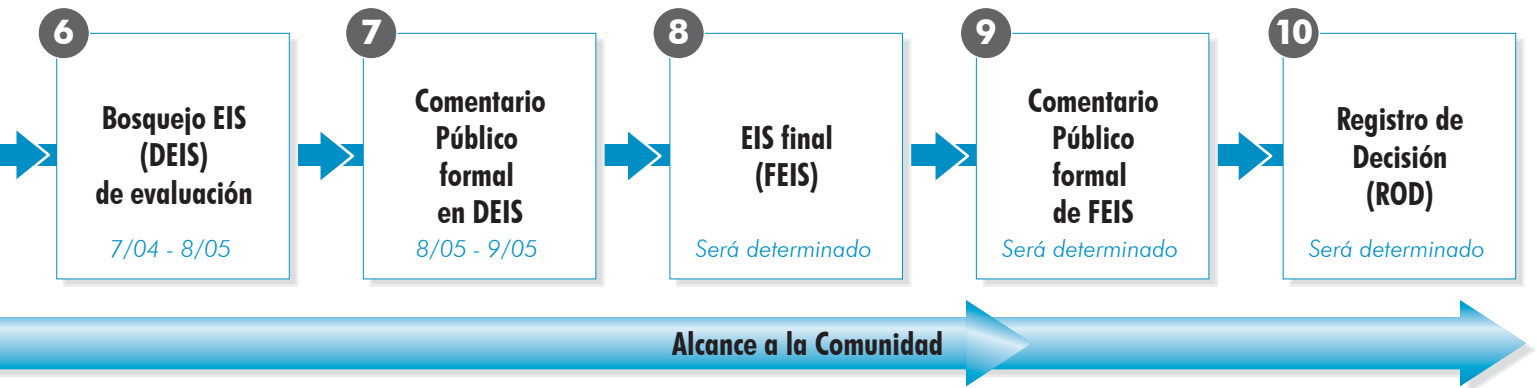 6
Bosquejo EIS
(DEIS)
de evaluación
7/04 - 8/05
7
Comentario
Público
formal
en DEIS
8/05 - 9/05
8
EIS final
(FEIS)
Será determinado
9
Comentario
Público
formal
de FEIS
Será determinado
10
Registro de
Decisión
(ROD)
Será determinado
Alcance a la Comunidad